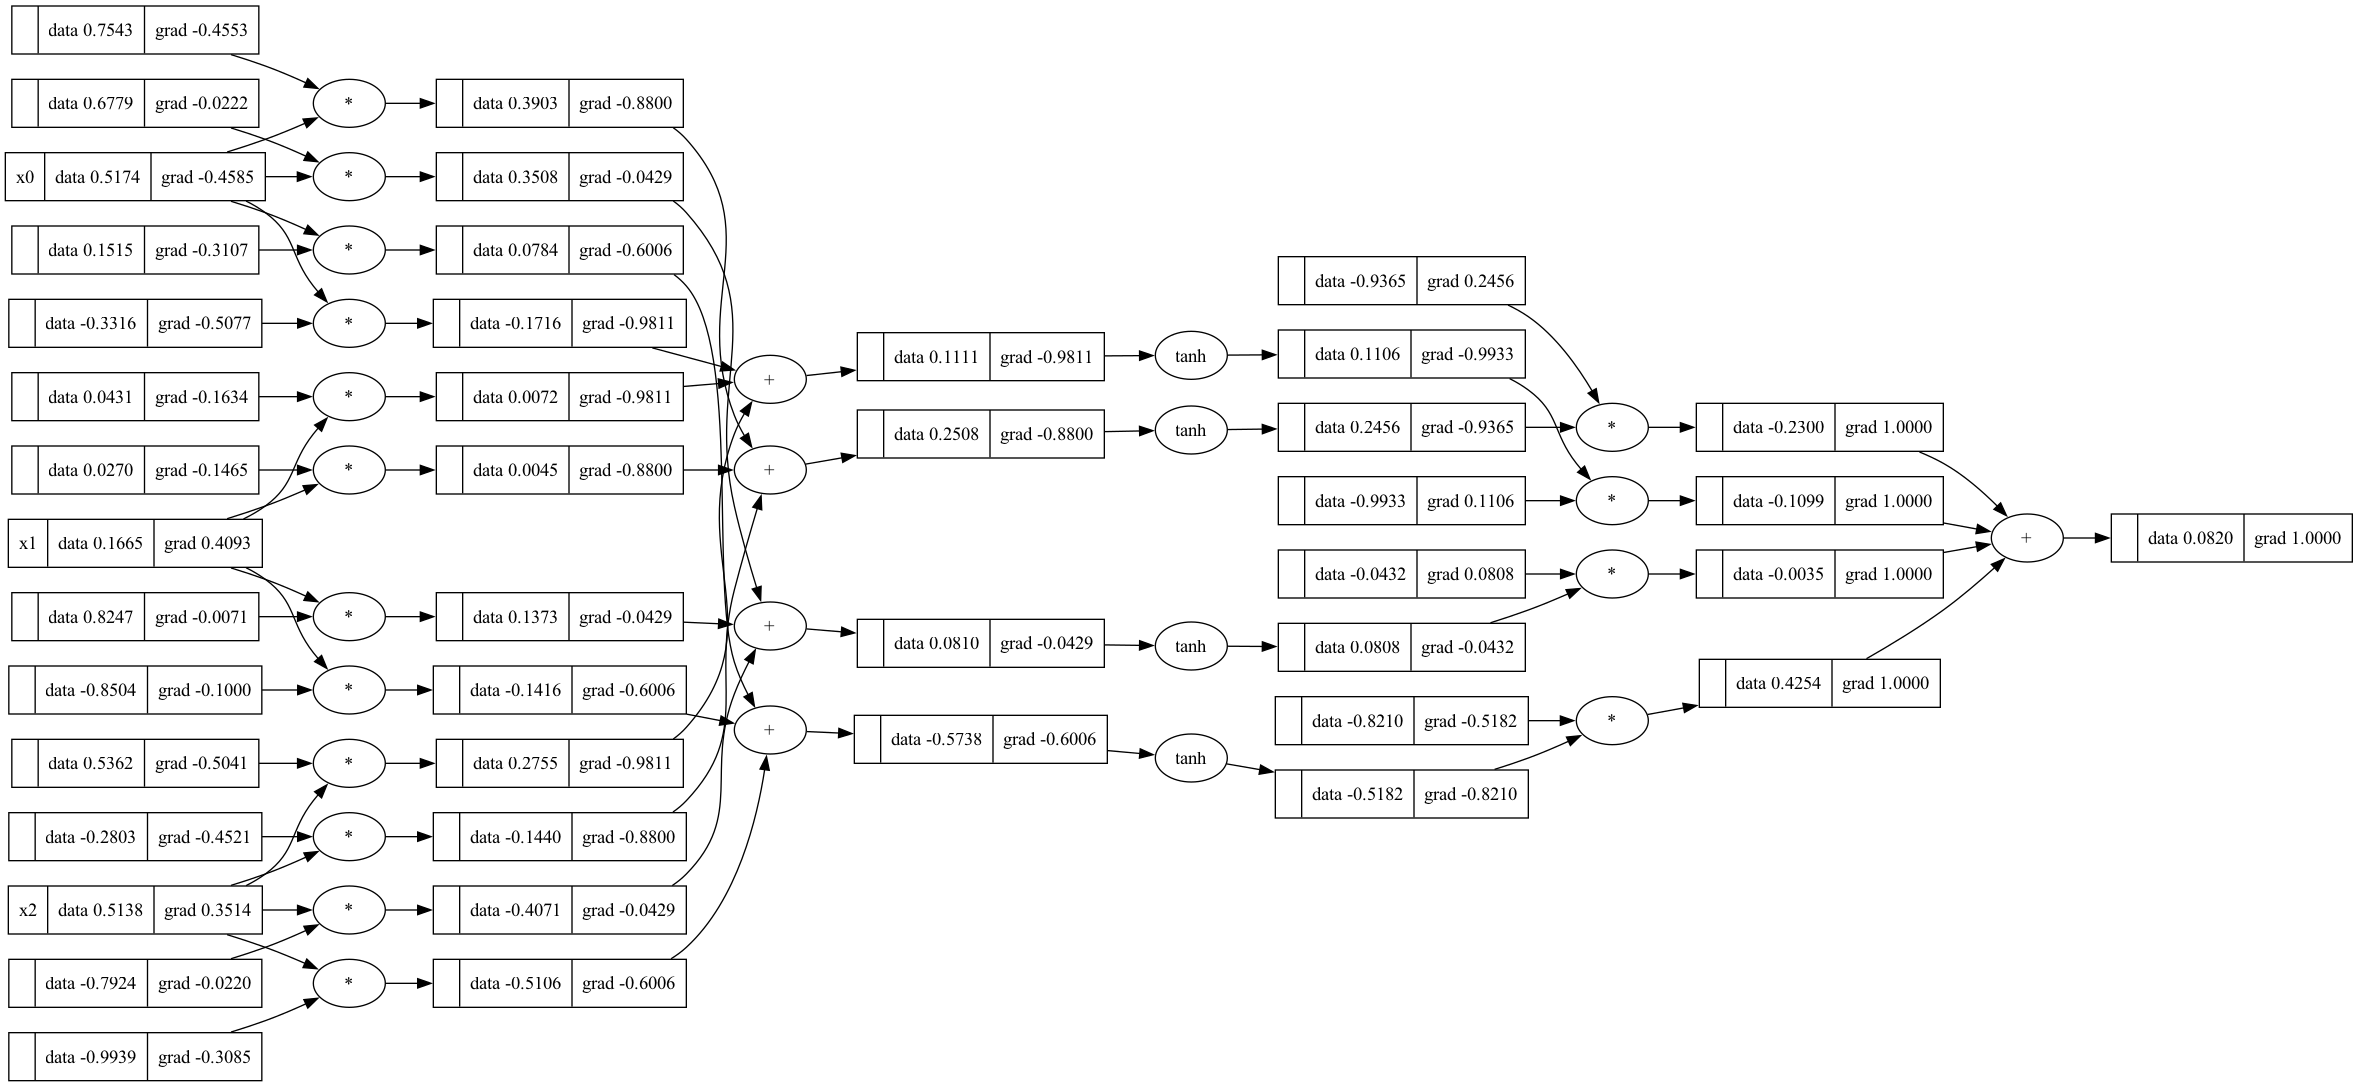 data 0.7543 grad -0.4553
data 0.6779 grad -0.0222
x0 data 0.5174 grad -0.4585
data 0.1515 grad -0.3107
data -0.3316 grad -0.5077
data 0.0431 grad -0.1634
data 0.0270 grad -0.1465
x1 data 0.1665 grad 0.4093
data 0.8247 grad -0.0071
data -0.8504 grad -0.1000
data 0.5362 grad -0.5041
data -0.2803 grad -0.4521
x2 data 0.5138 grad 0.3514
data -0.7924 grad -0.0220
data -0.9939 grad -0.3085
*
*
*
*
*
*
*
*
*
*
*
*
data 0.3903 grad -0.8800
data 0.3508 grad -0.0429
data 0.0784 grad -0.6006
data -0.1716 grad -0.9811
data 0.0072 grad -0.9811
data 0.0045 grad -0.8800
data 0.1373 grad -0.0429
data -0.1416 grad -0.6006
data 0.2755 grad -0.9811
data -0.1440 grad -0.8800
data -0.4071 grad -0.0429
data -0.5106 grad -0.6006
+
+
+
+
data 0.1111 grad -0.9811
data 0.2508 grad -0.8800
data 0.0810 grad -0.0429
data -0.5738 grad -0.6006
tanh
tanh
tanh
tanh
data -0.9365 grad 0.2456
data 0.1106 grad -0.9933
data 0.2456 grad -0.9365
data -0.9933 grad 0.1106
data -0.0432 grad 0.0808
data 0.0808 grad -0.0432
data -0.8210 grad -0.5182
data -0.5182 grad -0.8210
*
*
*
*
data -0.2300 grad 1.0000
data -0.1099 grad 1.0000
data -0.0035 grad 1.0000
data 0.4254 grad 1.0000
+
data 0.0820 grad 1.0000